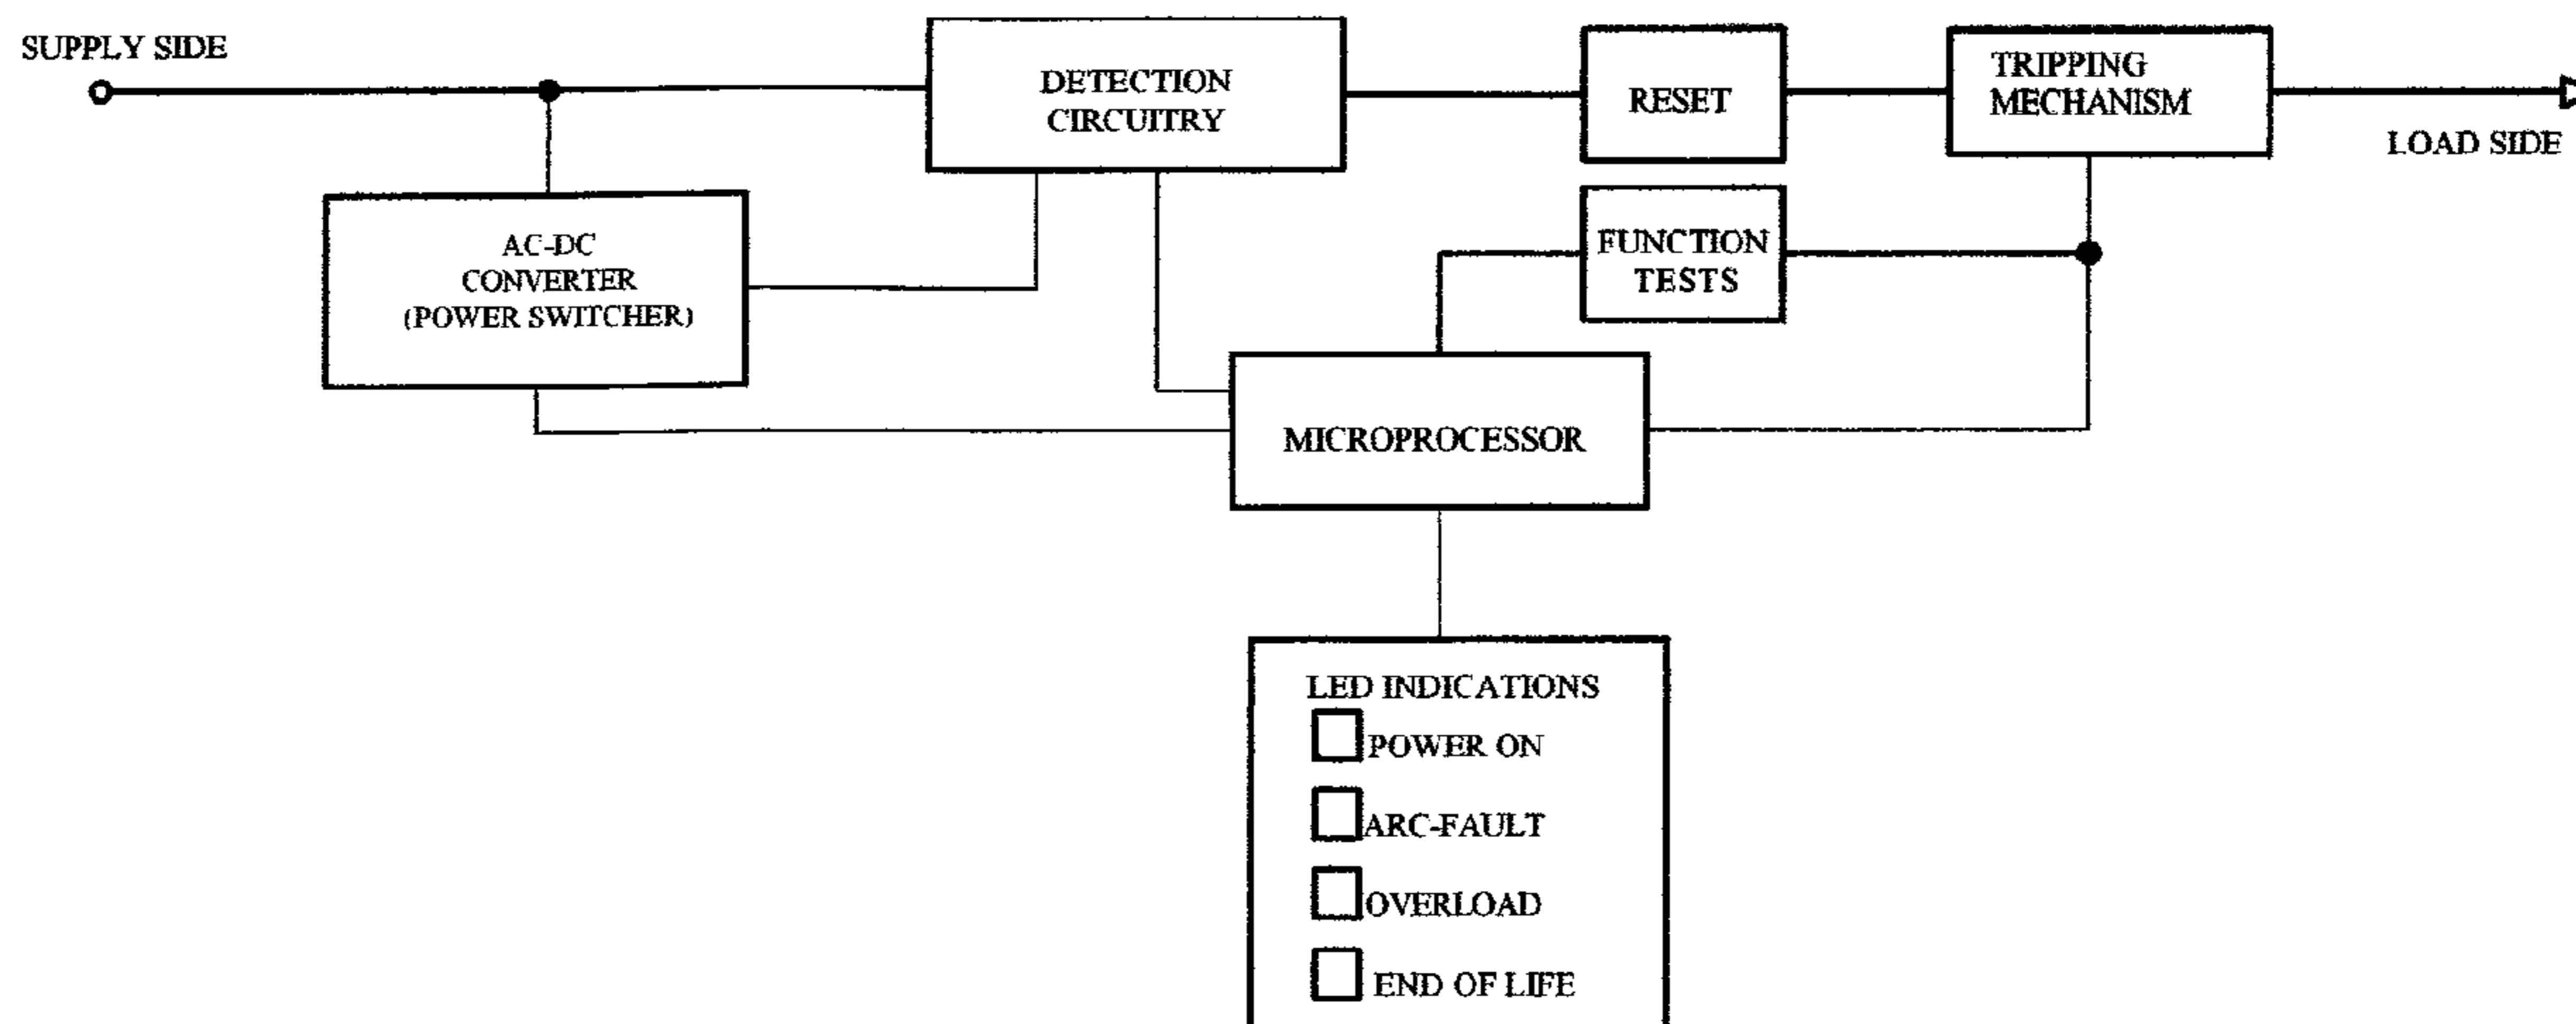 SUPPLY SIDE
DETECTION
CIRCUITRY
RESET
TRIPPING
MECHANISM
LOAD SIDE
AC-DC
CONVERTER
(POWER SWITCHER)
FUNCTION
TESTS
MICROPROCESSOR
LED INDICATIONS
POWER ON
ARC-FAULT
OVERLOAD
END OF LIFE